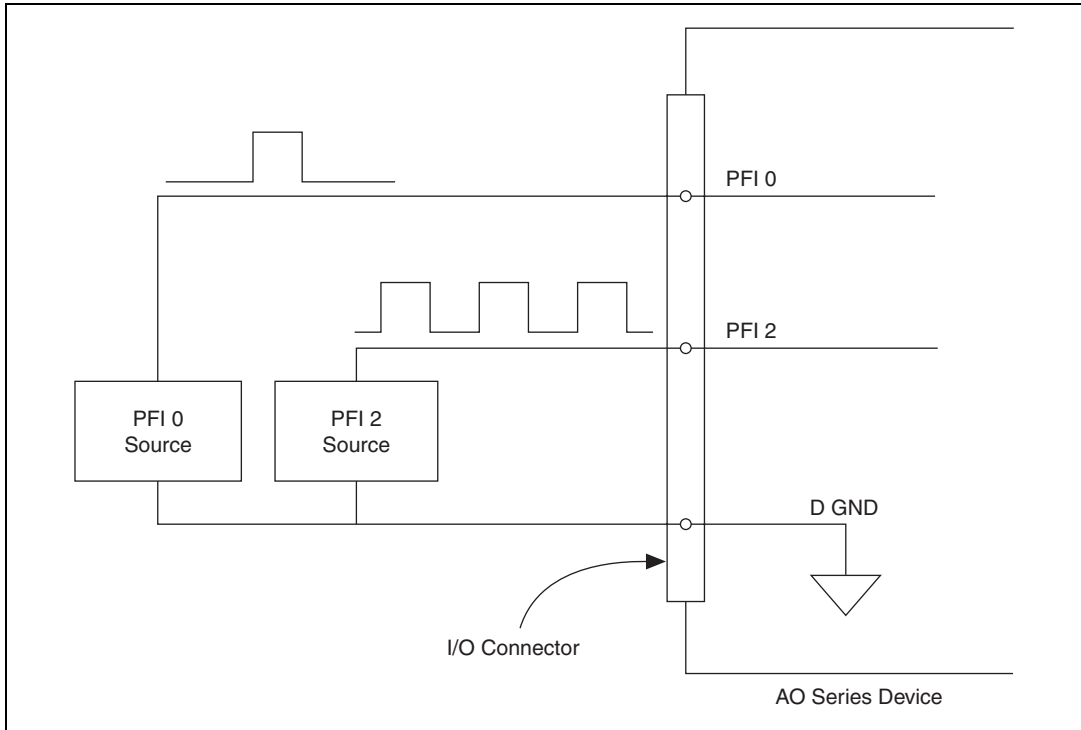 PFI 0
PFI 2
PFI 0
Source
PFI 2
Source
D GND
I/O Connector
AO Series Device